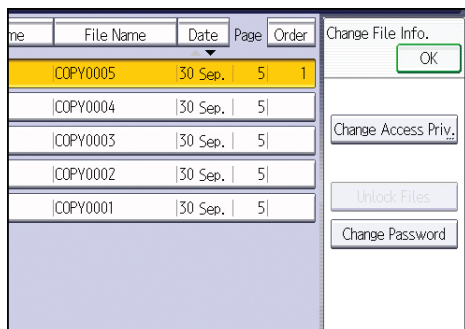 me File Name Date Page Order
COPY0005 30 Sep. 5 1
COPY0004 30 Sep. 5
COPY0003 30 Sep. 5
COPY0002 30 Sep. 5
COPY0001 30 Sep. 5
Change File Info.
OK
Change Access Priv.
Unlock Files
Change Password